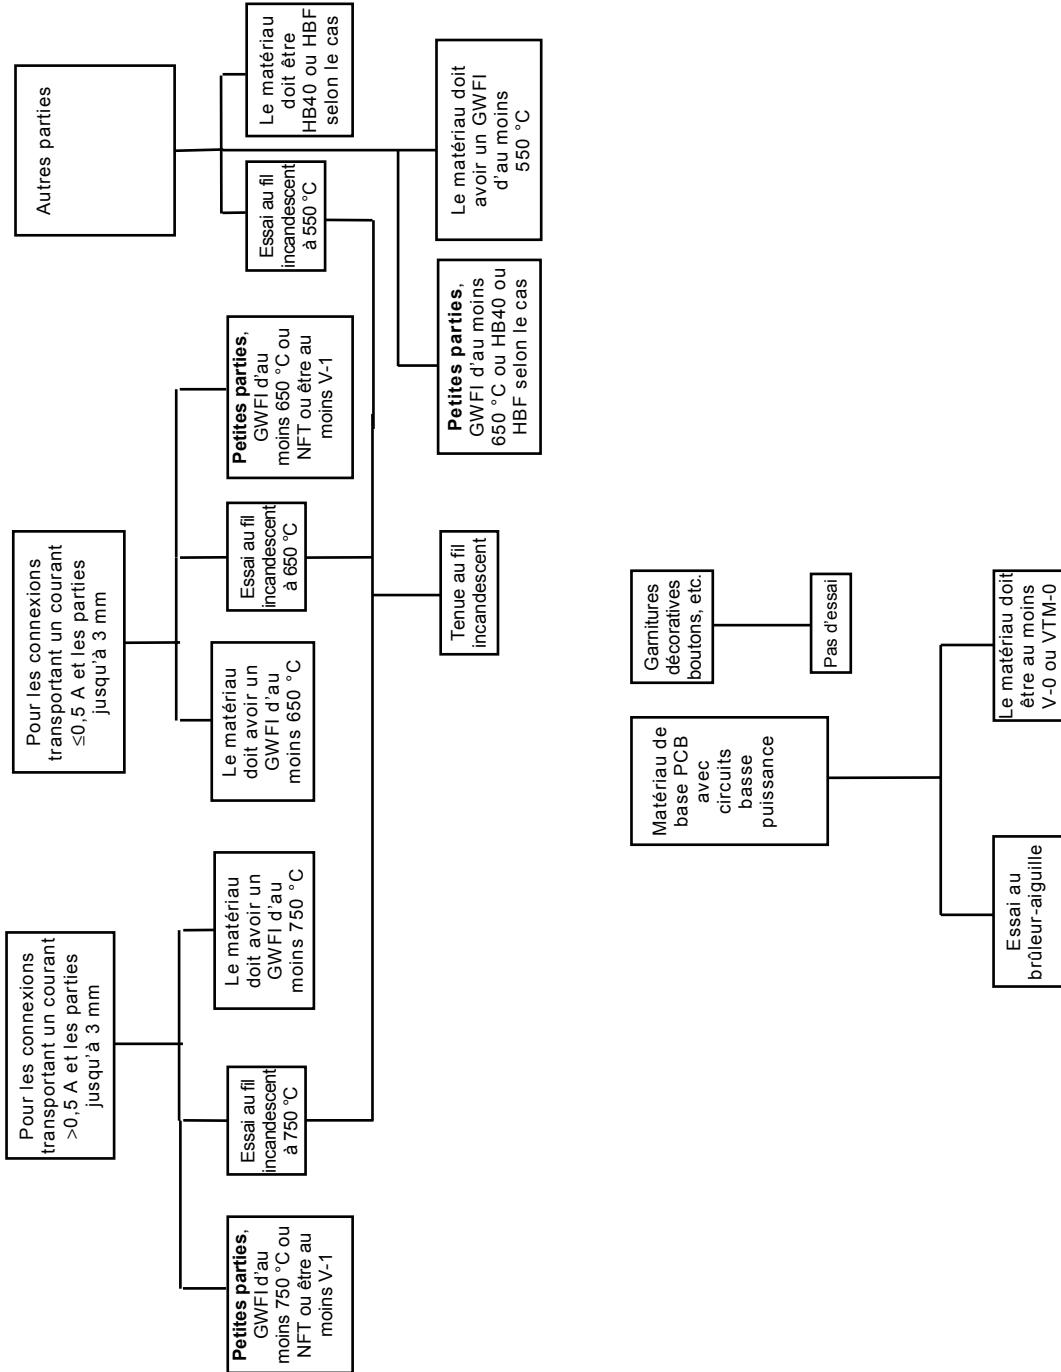 Pour les connexions
transportant un courant
>0,5 A et les parties
jusqu'à 3 mm
Pour les connexions
transportant un courant
≤0,5 A et les parties
jusqu'à 3 mm
Autres parties
Petites parties,
GWFI d'au
moins 750 °C ou
NFT ou être au
moins V-1
Essai au fil
incandescent
à 750 °C
Le matériau
doit avoir un
GWFI d'au
moins 750 °C
Le matériau
doit avoir un
GWFI d'au
moins 650 °C
Essai au fil
incandescent
à 650 °C
Petites parties,
GWFI d'au
moins 650 °C ou
NFT ou être au
moins V-1
Essai au fil
incandescent
à 550 °C
Le matériau
doit être
HB40 ou HBF
selon le cas
Tenue au fil
incandescent
Petites parties,
GWFI d'au moins
650 °C ou HB40 ou
HBF selon le cas
Le matériau doit
avoir un GWFI
d'au moins
550 °C
Matériau de
base PCB
avec
circuits
basse
puissance
Garnitures
décoratives
boutons, etc.
Pas d'essai
Essai au
brûleur-aiguille
Le matériau doit
être au moins
V-0 ou VTM-0